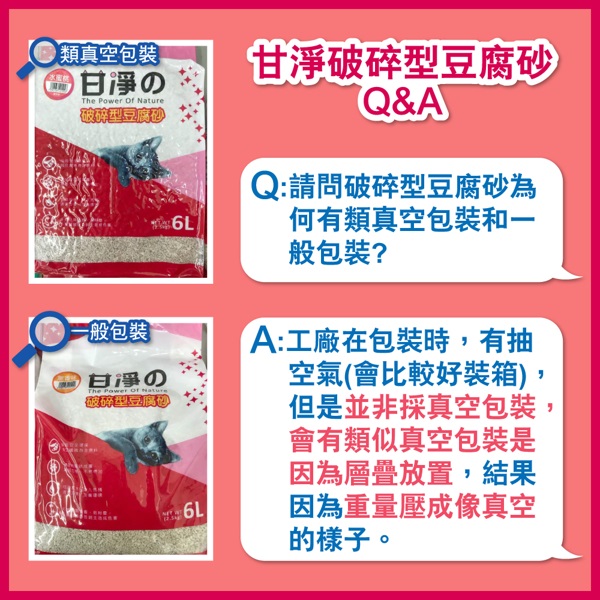 類真空包裝
甘淨の
The Power Of Nature
破碎型豆腐砂
6L
一般包裝
甘淨の
The Power Of Nature
破碎型豆腐砂
6L
甘淨破碎型豆腐砂
Q&A
Q:請問破碎型豆腐砂為
何有類真空包裝和一
般包裝?
A:工廠在包裝時，有抽
空氣(會比較好裝箱)，
但是並非採真空包裝，
會有類似真空包裝是
因為層疊放置，結果
因為重量壓成像真空
的樣子。